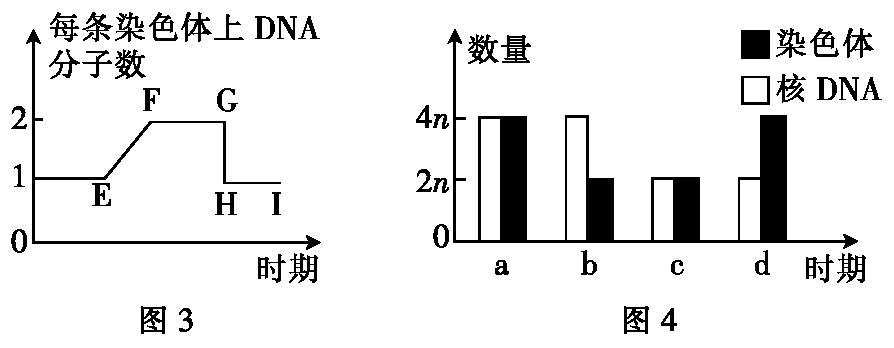 每条染色体上 DNA
分子数
F G
2
1
E H I
0
时期
图 3
数量
染色体
核 DNA
4n
2n
0
a b c d 时期
图 4